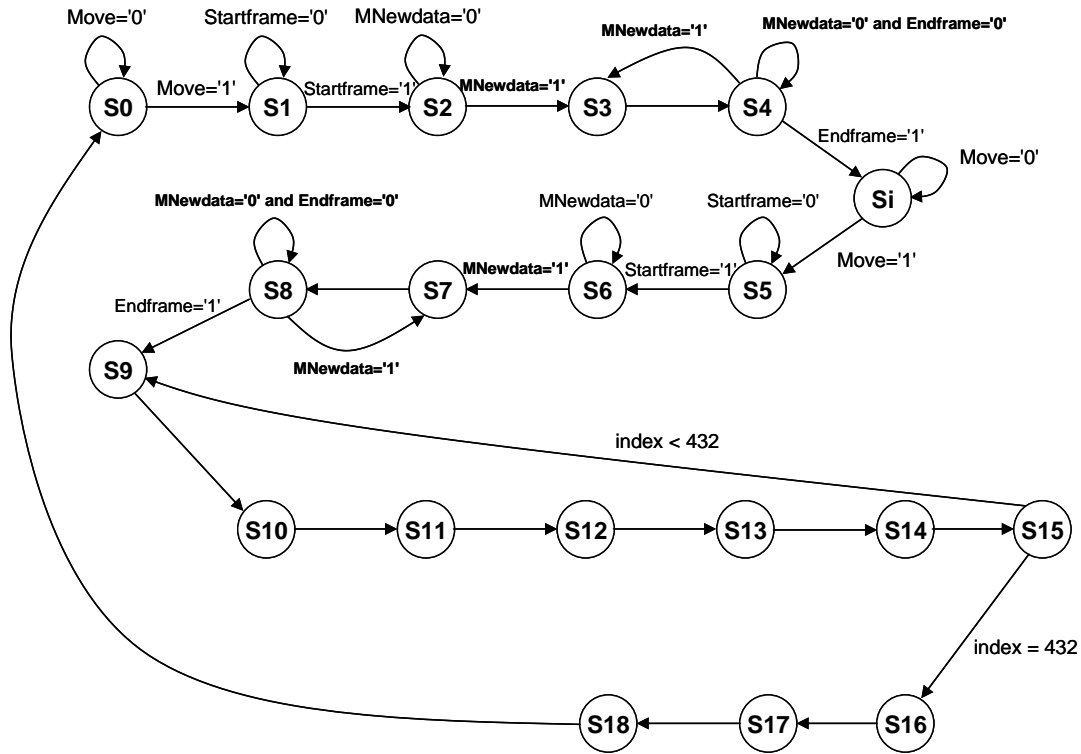 Move='0'
Startframe='0'
MNewdata='0'
MNewdata='1'
MNewdata='0' and Endframe='0'
S0
Move='1'
S1
Startframe='1'
S2
MNewdata='1'
S3
S4
Endframe='1'
Move='0'
Si
Move='1'
MNewdata='0' and Endframe='0'
MNewdata='0'
Startframe='0'
S8
S7
MNewdata='1'
S6
Startframe='1'
S5
Endframe='1'
MNewdata='1'
S9
index < 432
S10
S11
S12
S13
S14
S15
index = 432
S18
S17
S16